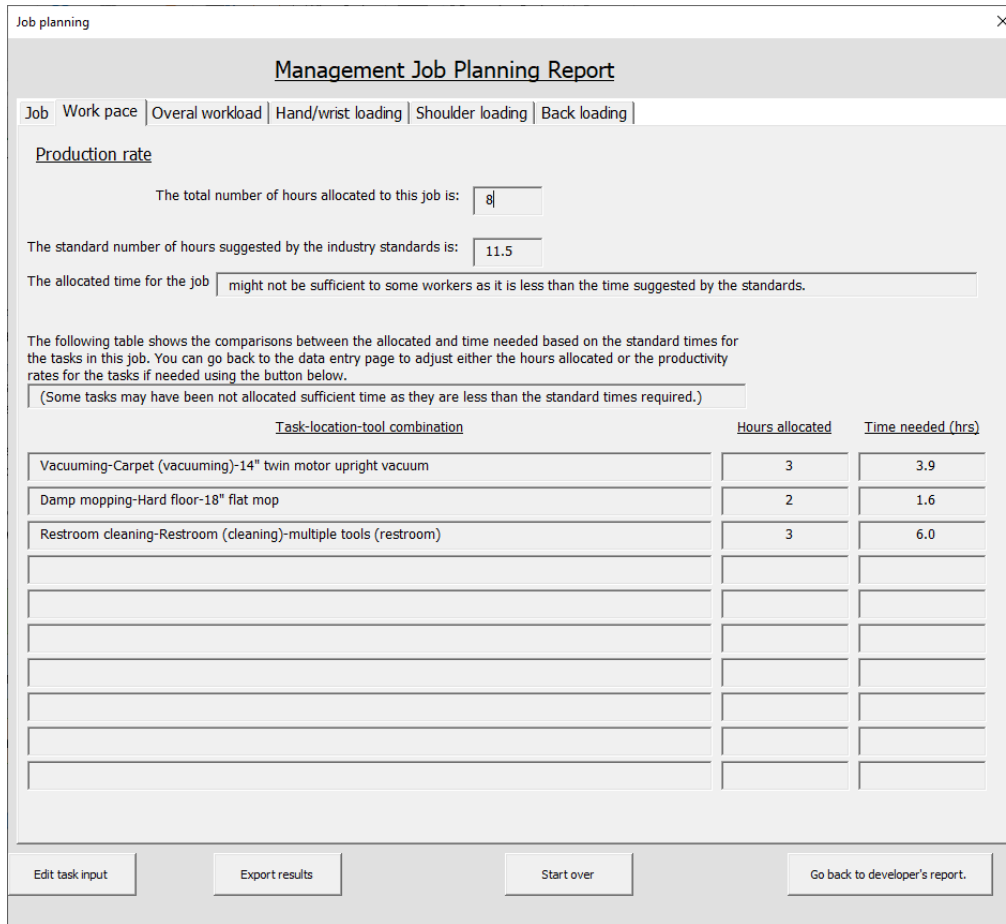 Job planning
Management Job Planning Report
Job Work pace Overal workload Hand/wrist loading Shoulder loading Back loading
Production rate
The total number of hours allocated to this job is: 8
The standard number of hours suggested by the industry standards is: 11.5
The allocated time for the job might not be sufficient to some workers as it is less than the time suggested by the standards.
The following table shows the comparisons between the allocated and time needed based on the standard times for
the tasks in this job. You can go back to the data entry page to adjust either the hours allocated or the productivity
rates for the tasks if needed using the button below.
(Some tasks may have been not allocated sufficient time as they are less than the standard times required.)
Task-location-tool combination Hours allocated Time needed (hrs)
Vacuuming-Carpet (vacuuming)-14" twin motor upright vacuum 3 3.9
Damp mopping-Hard floor-18" flat mop 2 1.6
Restroom cleaning-Restroom (cleaning)-multiple tools (restroom) 3 6.0
Edit task input Export results Start over Go back to developer's report.